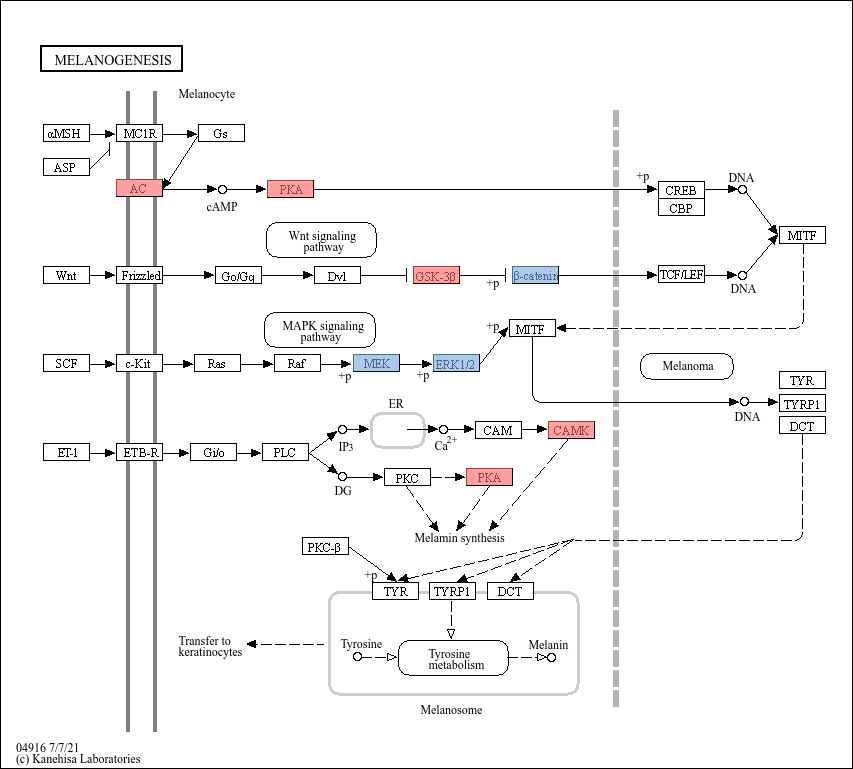 MELANOGENESIS
Melanocyte
αMSH
MC1R
Gs
ASP
AC
cAMP
PKA
+p
CREB
CBP
DNA
MITF
Wnt signaling
pathway
Wnt
Frizzled
Go/Gq
Dvl
GSK-3β
+p
β-catenin
TCF/LEF
DNA
MAPK signaling
pathway
+p
MITF
SCF
c-Kit
Ras
Raf
+p
MEK
+p
ERK1/2
Melanoma
TYR
TYRP1
DCT
DNA
ER
IP3
Ca2+
CAM
CAMK
ET-1
ETB-R
Gi/o
PLC
DG
PKC
PKA
Melamin synthesis
PKC-β
+p
TYR
TYRP1
DCT
Transfer to
keratinocytes
Tyrosine
Tyrosine
metabolism
Melanin
Melanosome
04916 7/7/21
(c) Kanehisa Laboratories